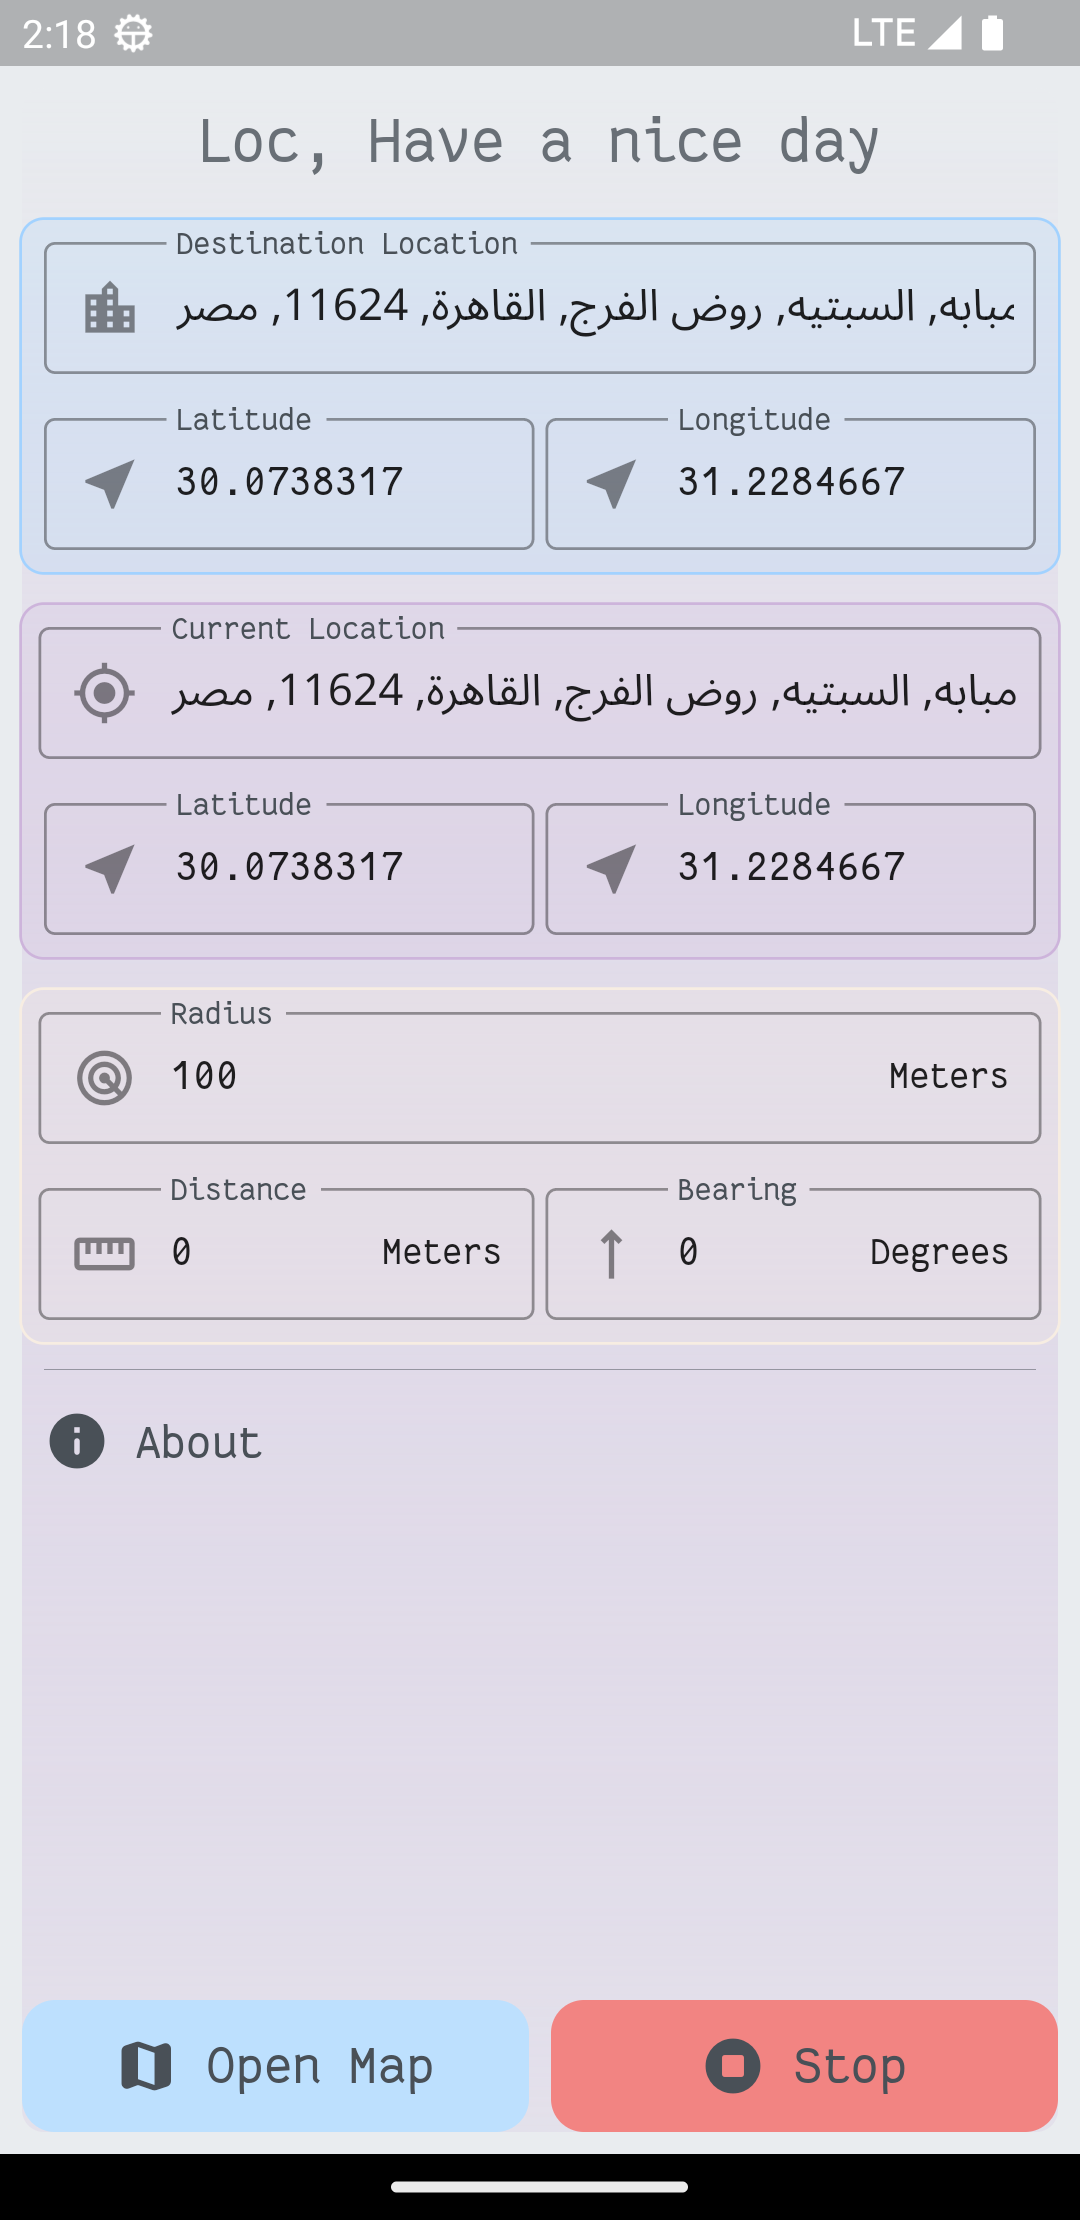 2:18 LTE
Loc, Have a nice day
Destination Location
مبابه, السبتيه, روض الفرج, القاهرة, 11624, مصر
Latitude Longitude
30.0738317 31.2284667
Current Location
مبابه, السبتيه, روض الفرج, القاهرة, 11624, مصر
Latitude Longitude
30.0738317 31.2284667
Radius
100 Meters
Distance Bearing
0 Meters 0 Degrees
About
Open Map Stop